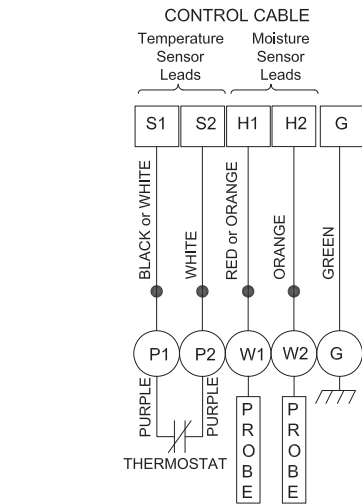 CONTROL CABLE
Temperature Sensor Leads
Moisture Sensor Leads
S1 S2 H1 H2 G
BLACK or WHITE
WHITE
RED or ORANGE
ORANGE
GREEN
P1 P2 W1 W2 G
PURPLE
PURPLE
THERMOSTAT
PROBE
PROBE